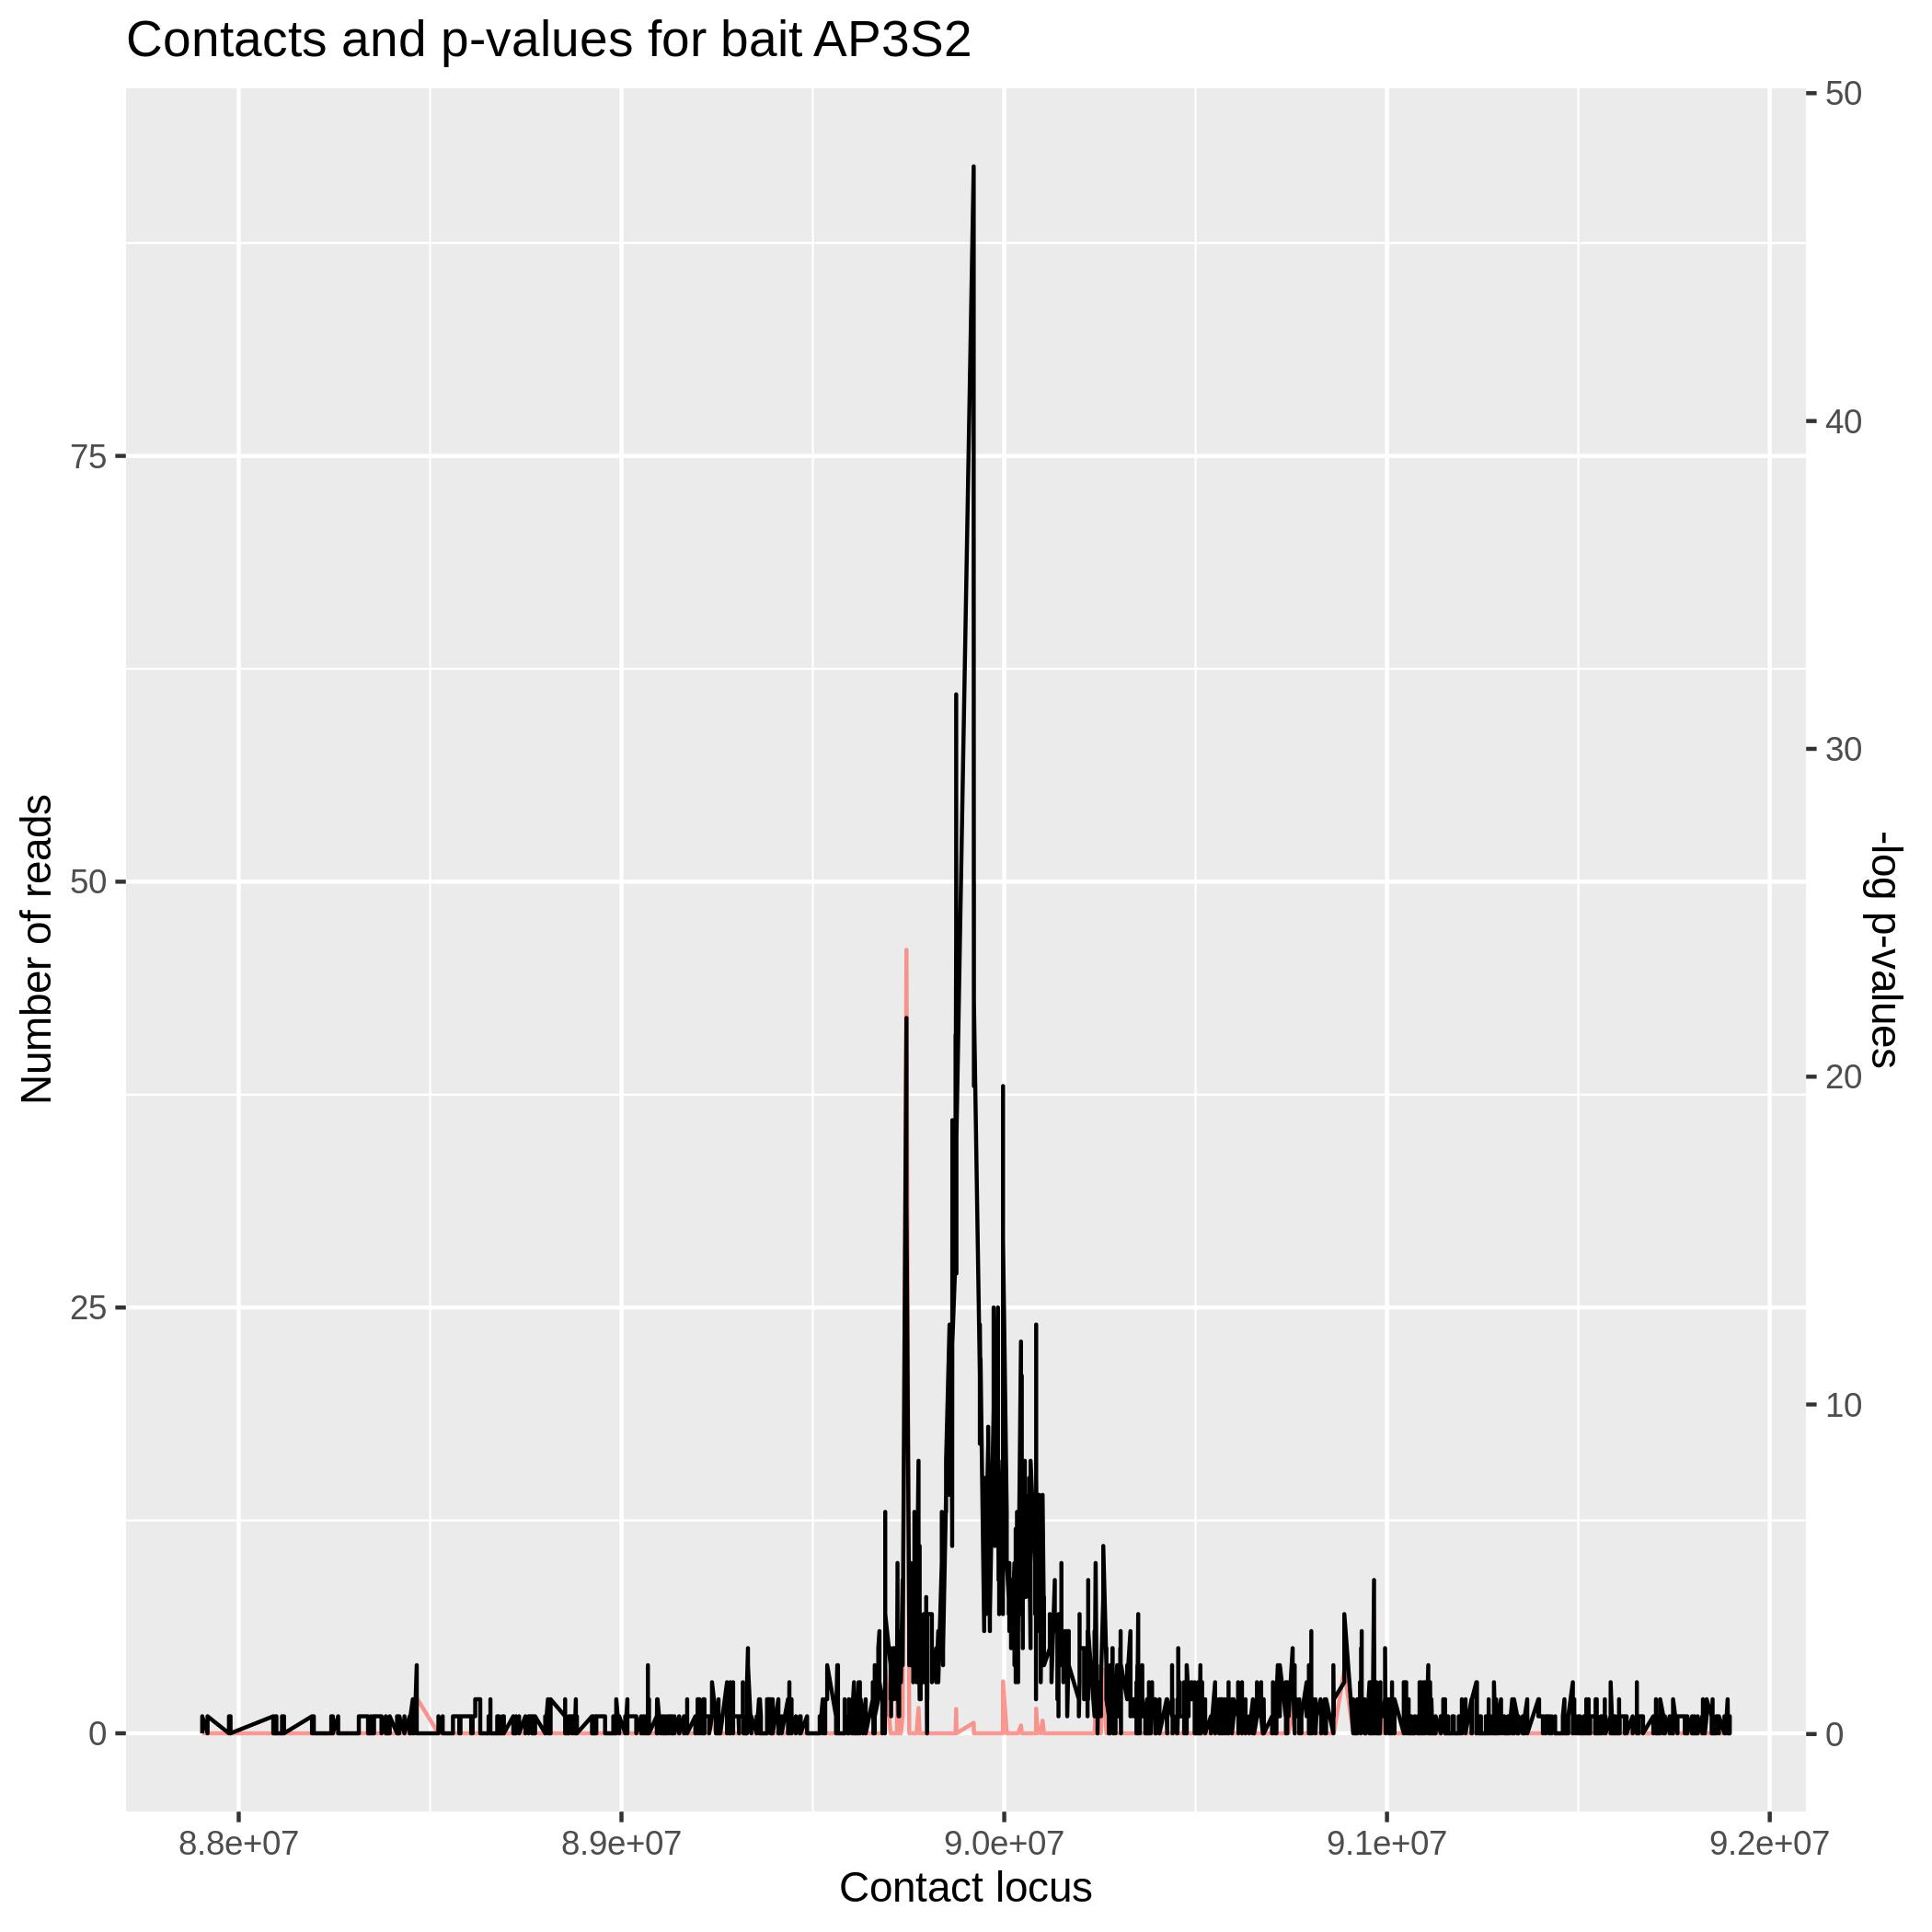 Contacts and p-values for bait AP3S2
Number of reads
75
50
25
0
50
40
30
20
10
0
-log p-values
8.8e+07
8.9e+07
9.0e+07
9.1e+07
9.2e+07
Contact locus